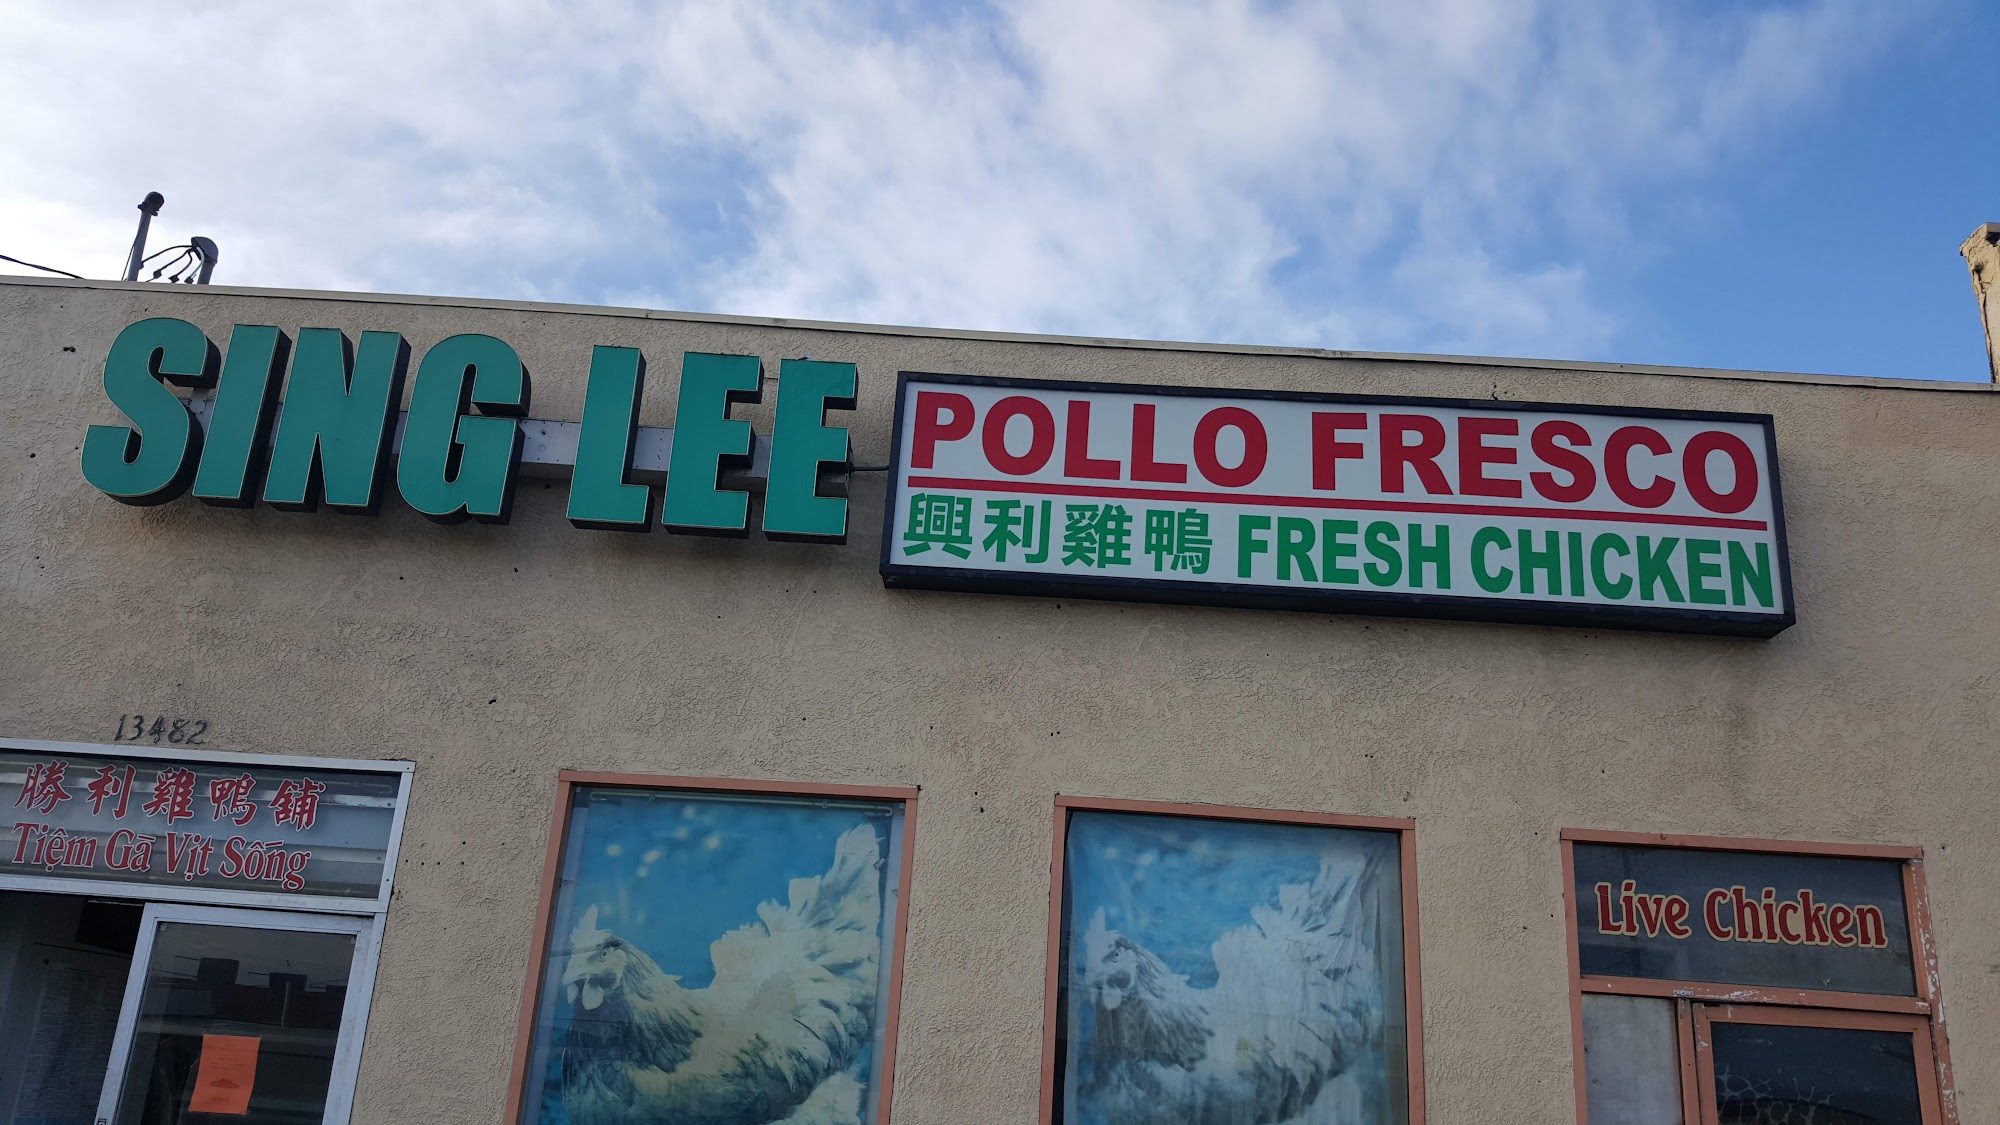 SING LEE
POLLO FRESCO
興利雞鴨 FRESH CHICKEN
13482
勝利雞鴨舖
Tiệm Gà Vịt Sống
Live Chicken